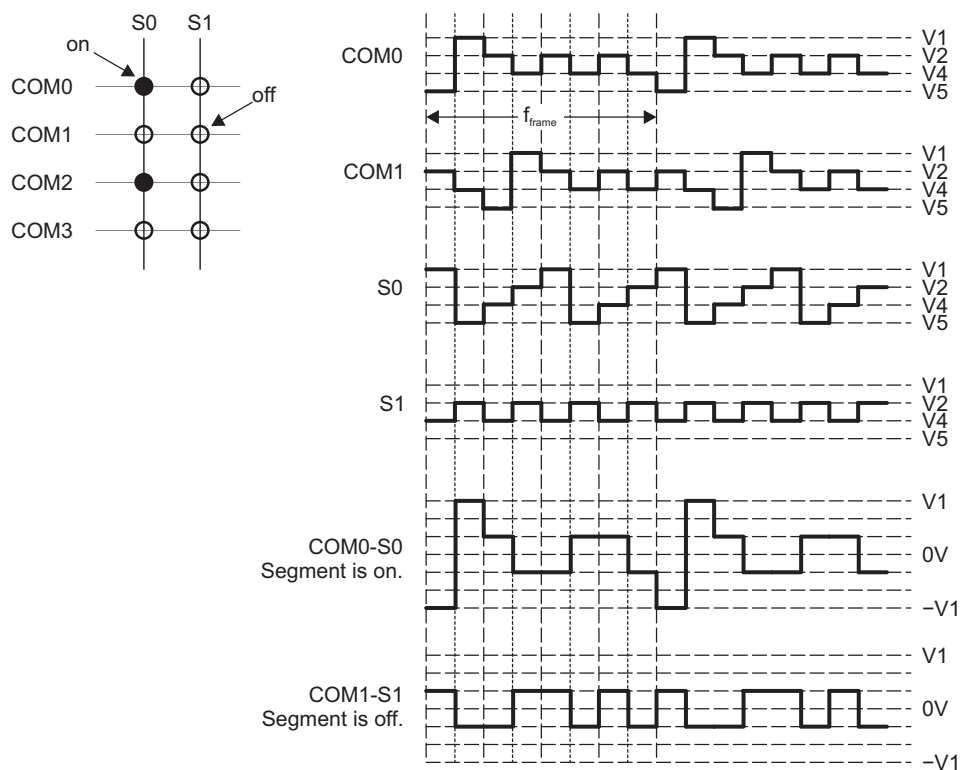 S0 S1
on
COM0
off
COM1
COM2
COM3
COM0
V1
V2
V4
V5
fframe
COM1
V1
V2
V4
V5
S0
V1
V2
V4
V5
S1
V1
V2
V4
V5
COM0-S0
Segment is on.
V1
0V
−V1
COM1-S1
Segment is off.
V1
0V
−V1